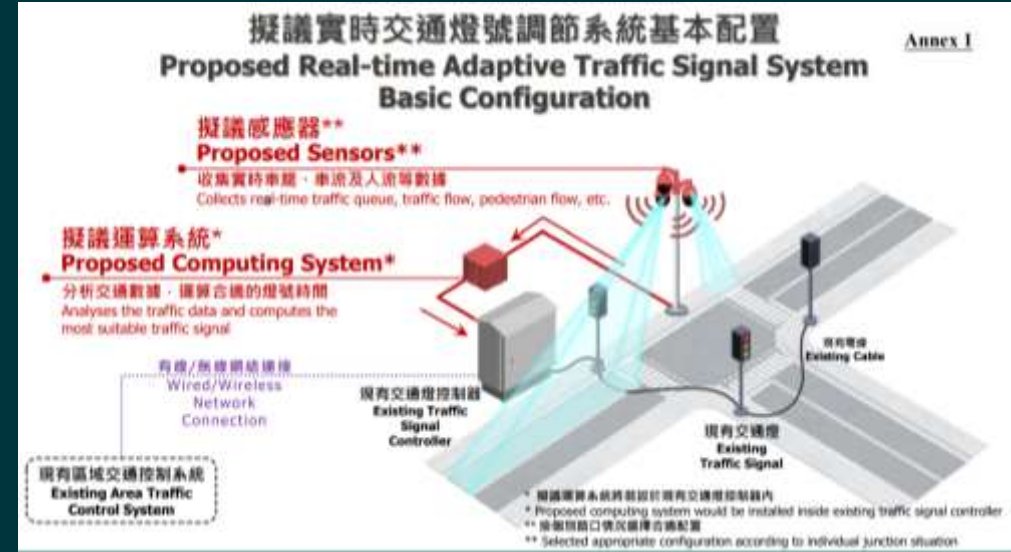 擬議實時交通燈號調節系統基本配置
Annex 1
Proposed Real-time Adaptive Traffic Signal System
Basic Configuration
擬議感應器**
Proposed Sensors**
收集實時車龍、車流及人流等數據
Collects real-time traffic queue, traffic flow, pedestrian flow, etc.
擬議運算系統*
Proposed Computing System*
分析交通數據，運算合適的燈號時間
Analyses the traffic data and computes the
most suitable traffic signal
有線/無線網絡連接
Wired/Wireless
Network
Connection
現有交通燈控制器
Existing Traffic
Signal
Controller
現有電線
Existing Cable
現有交通燈
Existing
Traffic Signal
現有區域交通控制系統
Existing Area Traffic
Control System
* 擬議運算系統將裝設於現有交通燈控制器內
* Proposed computing system would be installed inside existing traffic signal controller
** 按個別路口情況選擇合適配置
** Selected appropriate configuration according to individual junction situation